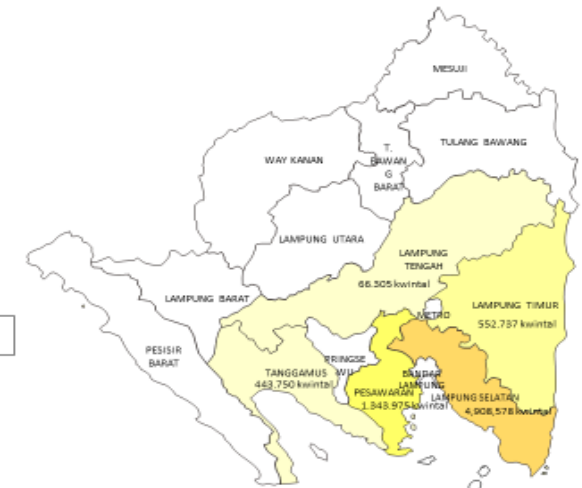 MESUJI
TULANG BAWANG
T.
BAWAN
G
BARAT
WAY KANAN
LAMPUNG UTARA
LAMPUNG
TENGAH
66.305 kwintal
LAMPUNG BARAT
LAMPUNG TIMUR
552.737 kwintal
METRO
PESISIR
BARAT
PRINGSE
WU
TANGGAMUS
443.750 kwintal
BANDAR
LAMPUNG
PESAWARAN
1.343.975 kwintal
LAMPUNG SELATAN
4,908,578 kwintal